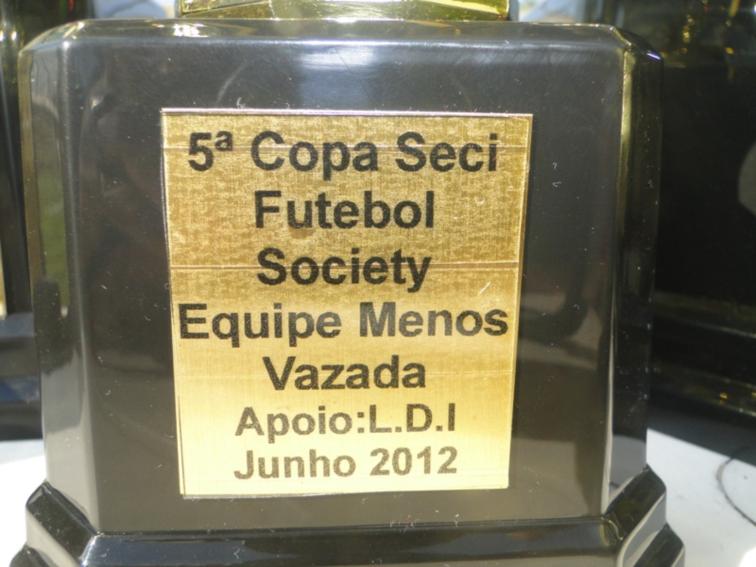 5ª Copa Seci
Futebol
Society
Equipe Menos
Vazada
Apoio:L.D.I
Junho 2012